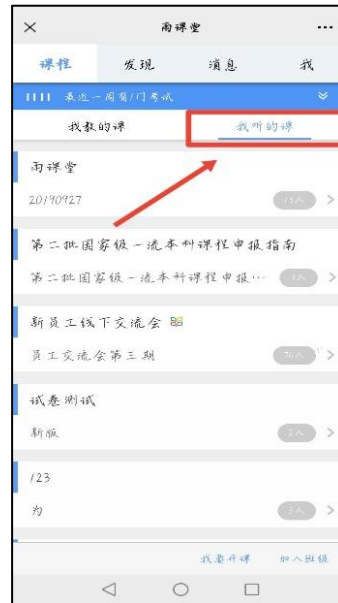 雨课堂
课程 发现 消息 我
最近一周有1门考试
我教的课 我听的课
雨课堂
20190927
第二批国家级一流本科课程申报指南
第二批国家级一流本科课程申报…
新员工线下交流会
员工交流会第三期
试卷测试
新版 2人
123
为 3人
我要开课 加入班级